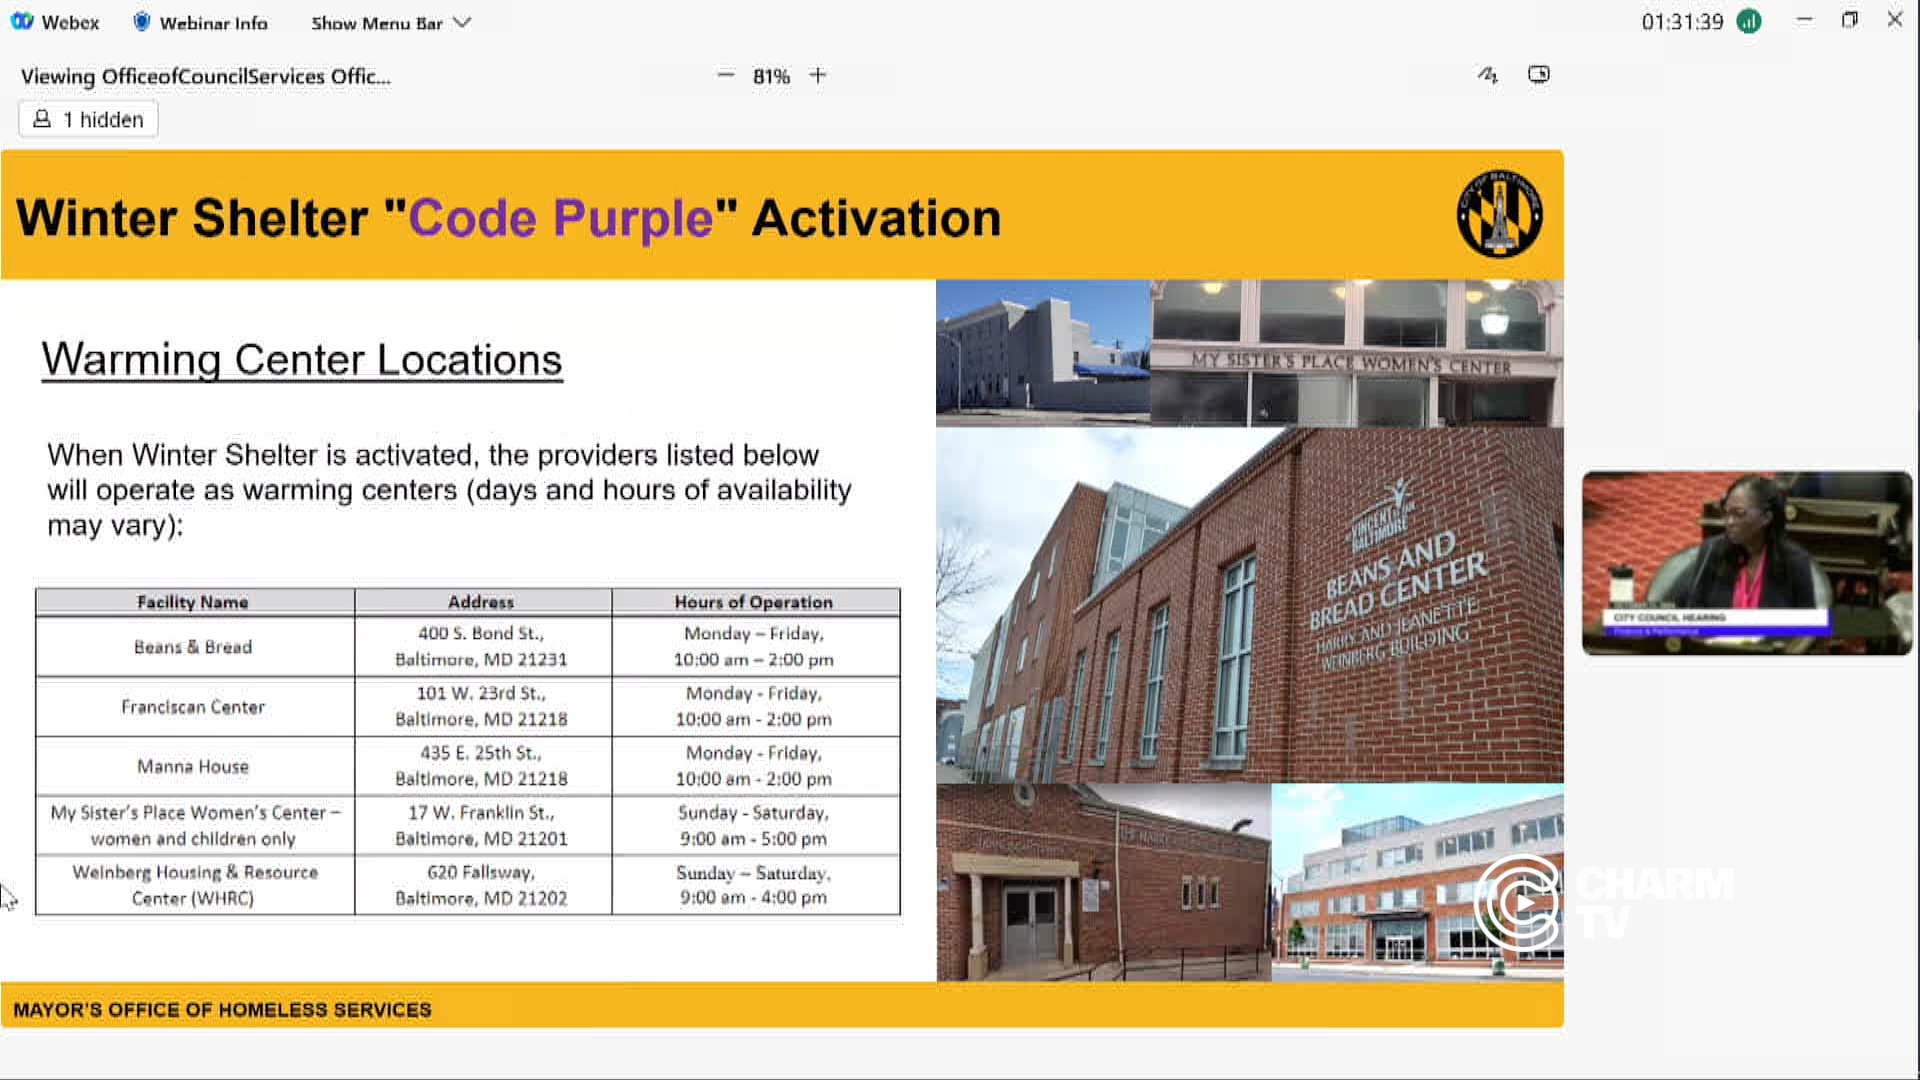 Webex
Webinar Info
Show Menu Bar
01:31:39
Viewing OfficeofCouncilServices Offic...
81%
1 hidden
Winter Shelter "Code Purple" Activation
CITY OF BALTIMORE
Warming Center Locations
When Winter Shelter is activated, the providers listed below
will operate as warming centers (days and hours of availability
may vary):
Facility Name Address Hours of Operation
Beans & Bread
400 S. Bond St.,
Baltimore, MD 21231
Monday – Friday,
10:00 am – 2:00 pm
Franciscan Center
101 W. 23rd St.,
Baltimore, MD 21218
Monday - Friday,
10:00 am - 2:00 pm
Manna House
435 E. 25th St.,
Baltimore, MD 21218
Monday - Friday,
10:00 am - 2:00 pm
My Sister's Place Women's Center –
women and children only
17 W. Franklin St.,
Baltimore, MD 21201
Sunday - Saturday,
9:00 am - 5:00 pm
Weinberg Housing & Resource
Center (WHRC)
620 Fallsway,
Baltimore, MD 21202
Sunday – Saturday,
9:00 am - 4:00 pm
MY SISTER'S PLACE WOMEN'S CENTER
VINCENT
BALTIMORE
BEANS AND
BREAD CENTER
HARRY AND JEANETTE
WEINBERG BUILDING
CITY COUNCIL HEARING
Finance & Performance
CHARM
TV
MAYOR'S OFFICE OF HOMELESS SERVICES